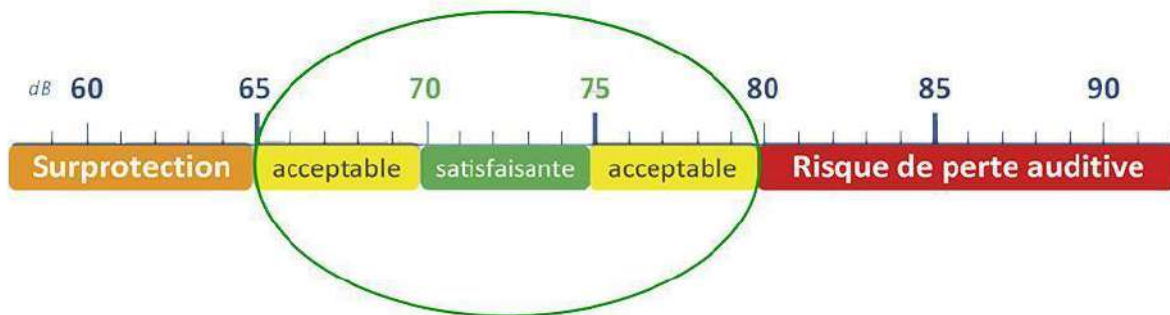 dB 60 65 70 75 80 85 90
Surprotection acceptable satisfaisante acceptable Risque de perte auditive